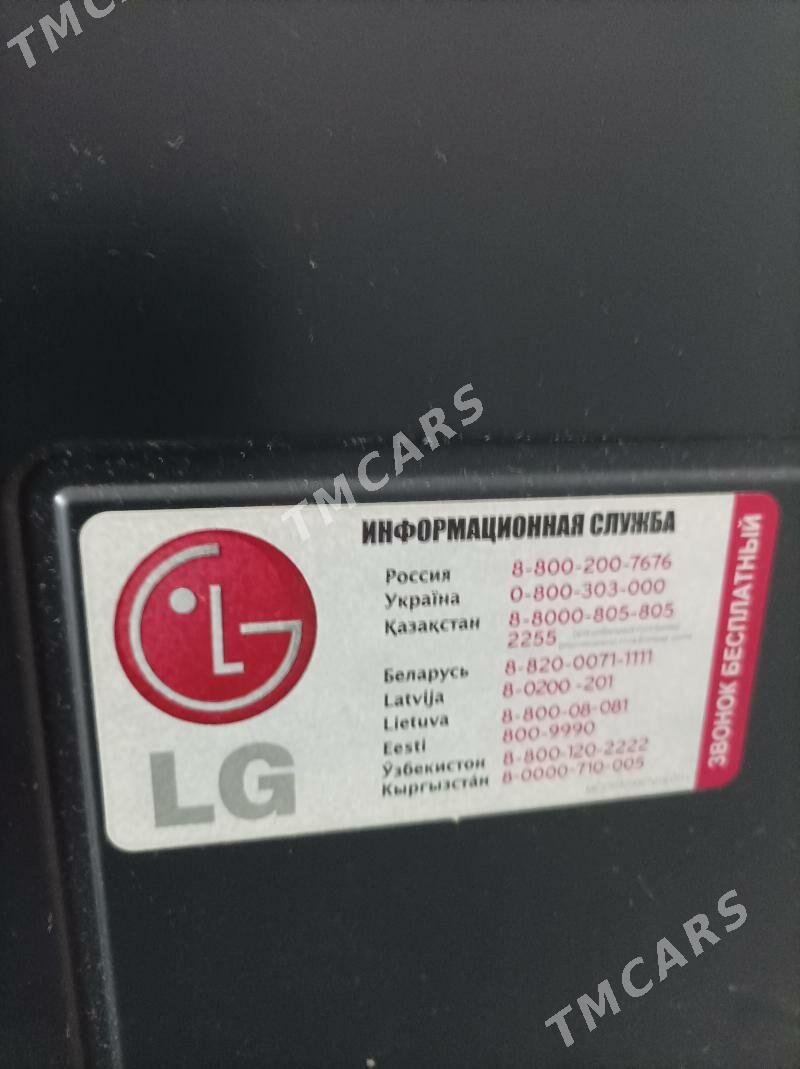 TMCARS
TMCARS
ИНФОРМАЦИОННАЯ СЛУЖБА
Россия 8-800-200-7676
Україна 0-800-303-000
Қазақстан 8-8000-805-805
2255
Беларусь 8-820-0071-1111
Latvija 8-0200-201
Lietuva 8-800-08-081
Eesti 800-9990
Ўзбекистон 8-800-120-2222
Кыргызстáн 8-0000-710-005
ЗВОНОК БЕСПЛАТНЫЙ
LG
TMCARS